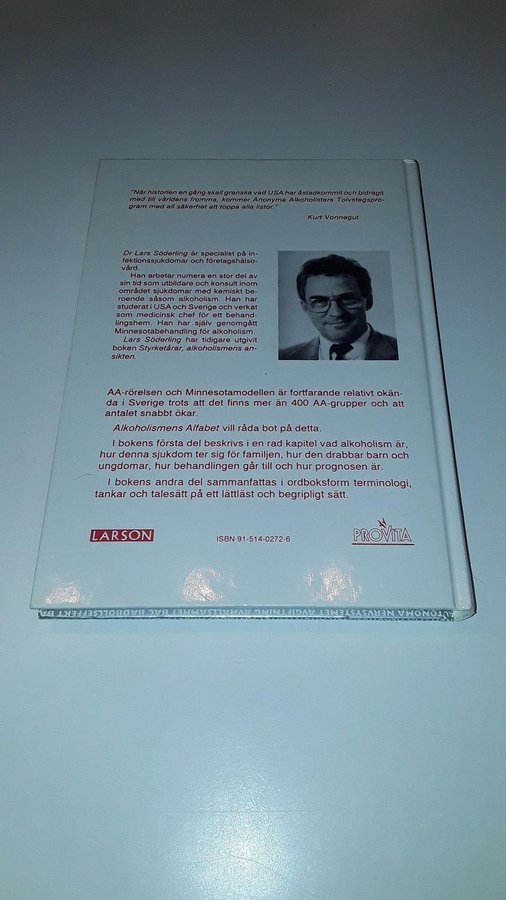 "När historien en gång skall granska vad USA har åstadkommit och bidragit
med till världens fromma, kommer Anonyma Alkoholisters Tolvstegspro-
gram med all säkerhet att toppa alla listor."
Kurt Vonnegut
Dr Lars Söderling är specialist på in-
fektionssjukdomar och företagshälso-
vård.
Han arbetar numera en stor del av
sin tid som utbildare och konsult inom
området sjukdomar med kemiskt be-
roende såsom alkoholism. Han har
studerat i USA och Sverige och verkat
som medicinsk chef för ett behand-
lingshem. Han har själv genomgått
Minnesotabehandling för alkoholism.
Lars Söderling har tidigare utgivit
boken Styrketårar, alkoholismens an-
sikten.
AA-rörelsen och Minnesotamodellen är fortfarande relativt okän-
da i Sverige trots att det finns mer än 400 AA-grupper och att
antalet snabbt ökar.
Alkoholismens Alfabet vill råda bot på detta.
I bokens första del beskrivs i en rad kapitel vad alkoholism är,
hur denna sjukdom ter sig för familjen, hur den drabbar barn och
ungdomar, hur behandlingen går till och hur prognosen är.
I bokens andra del sammanfattas i ordboksform terminologi,
tankar och talesätt på ett lättläst och begripligt sätt.
LARSON
ISBN 91-514-0272-6
PROVITA
AUTONOMA NERVSYSTEMET AVGIFTNING AVHÅLLSAMHET BAC BADBOLLSEFFEKT BA